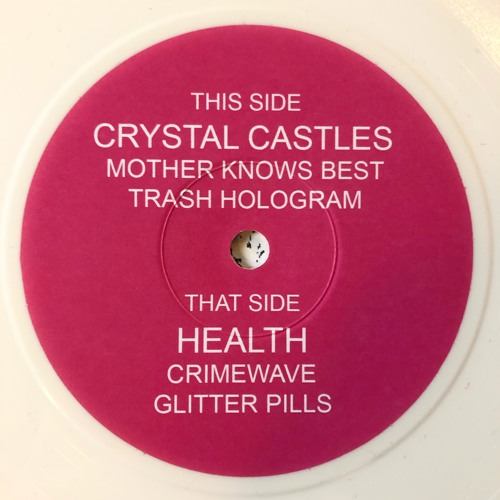 THIS SIDE
CRYSTAL CASTLES
MOTHER KNOWS BEST
TRASH HOLOGRAM
THAT SIDE
HEALTH
CRIMEWAVE
GLITTER PILLS